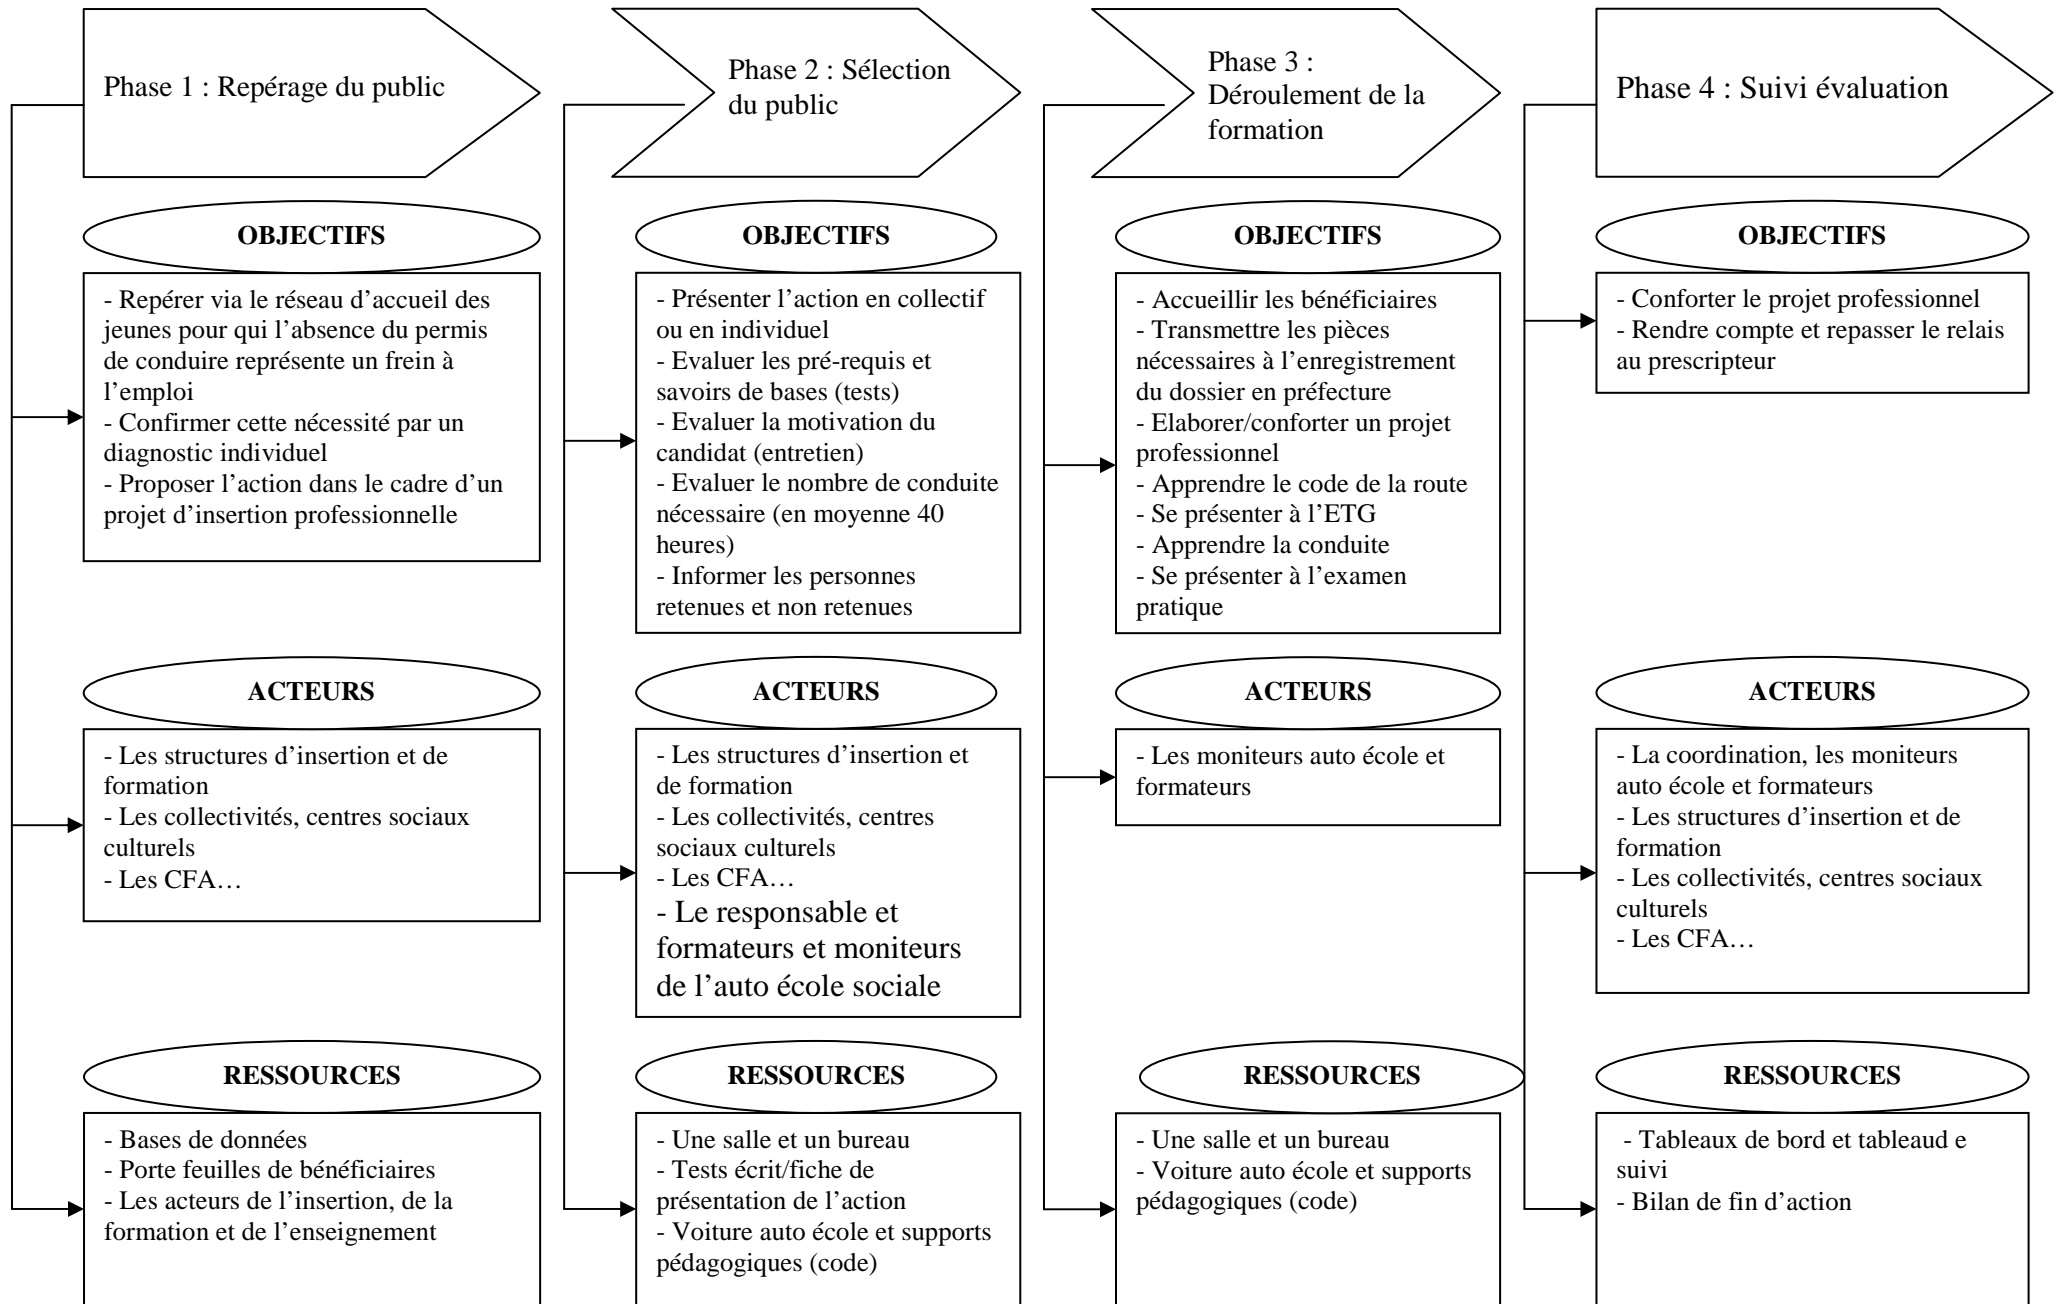 Phase 1 : Repérage du public
OBJECTIFS
- Repérer via le réseau d’accueil des
jeunes pour qui l’absence du permis
de conduire représente un frein à
l’emploi
- Confirmer cette nécessité par un
diagnostic individuel
- Proposer l’action dans le cadre d’un
projet d’insertion professionnelle
ACTEURS
- Les structures d’insertion et de
formation
- Les collectivités, centres sociaux
culturels
- Les CFA…
RESSOURCES
- Bases de données
- Porte feuilles de bénéficiaires
- Les acteurs de l’insertion, de la
formation et de l’enseignement
Phase 2 : Sélection
du public
OBJECTIFS
- Présenter l’action en collectif
ou en individuel
- Evaluer les pré-requis et
savoirs de bases (tests)
- Evaluer la motivation du
candidat (entretien)
- Evaluer le nombre de conduite
nécessaire (en moyenne 40
heures)
- Informer les personnes
retenues et non retenues
ACTEURS
- Les structures d’insertion et
de formation
- Les collectivités, centres
sociaux culturels
- Les CFA…
- Le responsable et
formateurs et moniteurs
de l’auto école sociale
RESSOURCES
- Une salle et un bureau
- Tests écrit/fiche de
présentation de l’action
- Voiture auto école et supports
pédagogiques (code)
Phase 3 :
Déroulement de la
formation
OBJECTIFS
- Accueillir les bénéficiaires
- Transmettre les pièces
nécessaires à l’enregistrement
du dossier en préfecture
- Elaborer/conforter un projet
professionnel
- Apprendre le code de la route
- Se présenter à l’ETG
- Apprendre la conduite
- Se présenter à l’examen
pratique
ACTEURS
- Les moniteurs auto école et
formateurs
RESSOURCES
- Une salle et un bureau
- Voiture auto école et supports
pédagogiques (code)
Phase 4 : Suivi évaluation
OBJECTIFS
- Conforter le projet professionnel
- Rendre compte et repasser le relais
au prescripteur
ACTEURS
- La coordination, les moniteurs
auto école et formateurs
- Les structures d’insertion et de
formation
- Les collectivités, centres sociaux
culturels
- Les CFA…
RESSOURCES
- Tableaux de bord et tableaud e
suivi
- Bilan de fin d’action